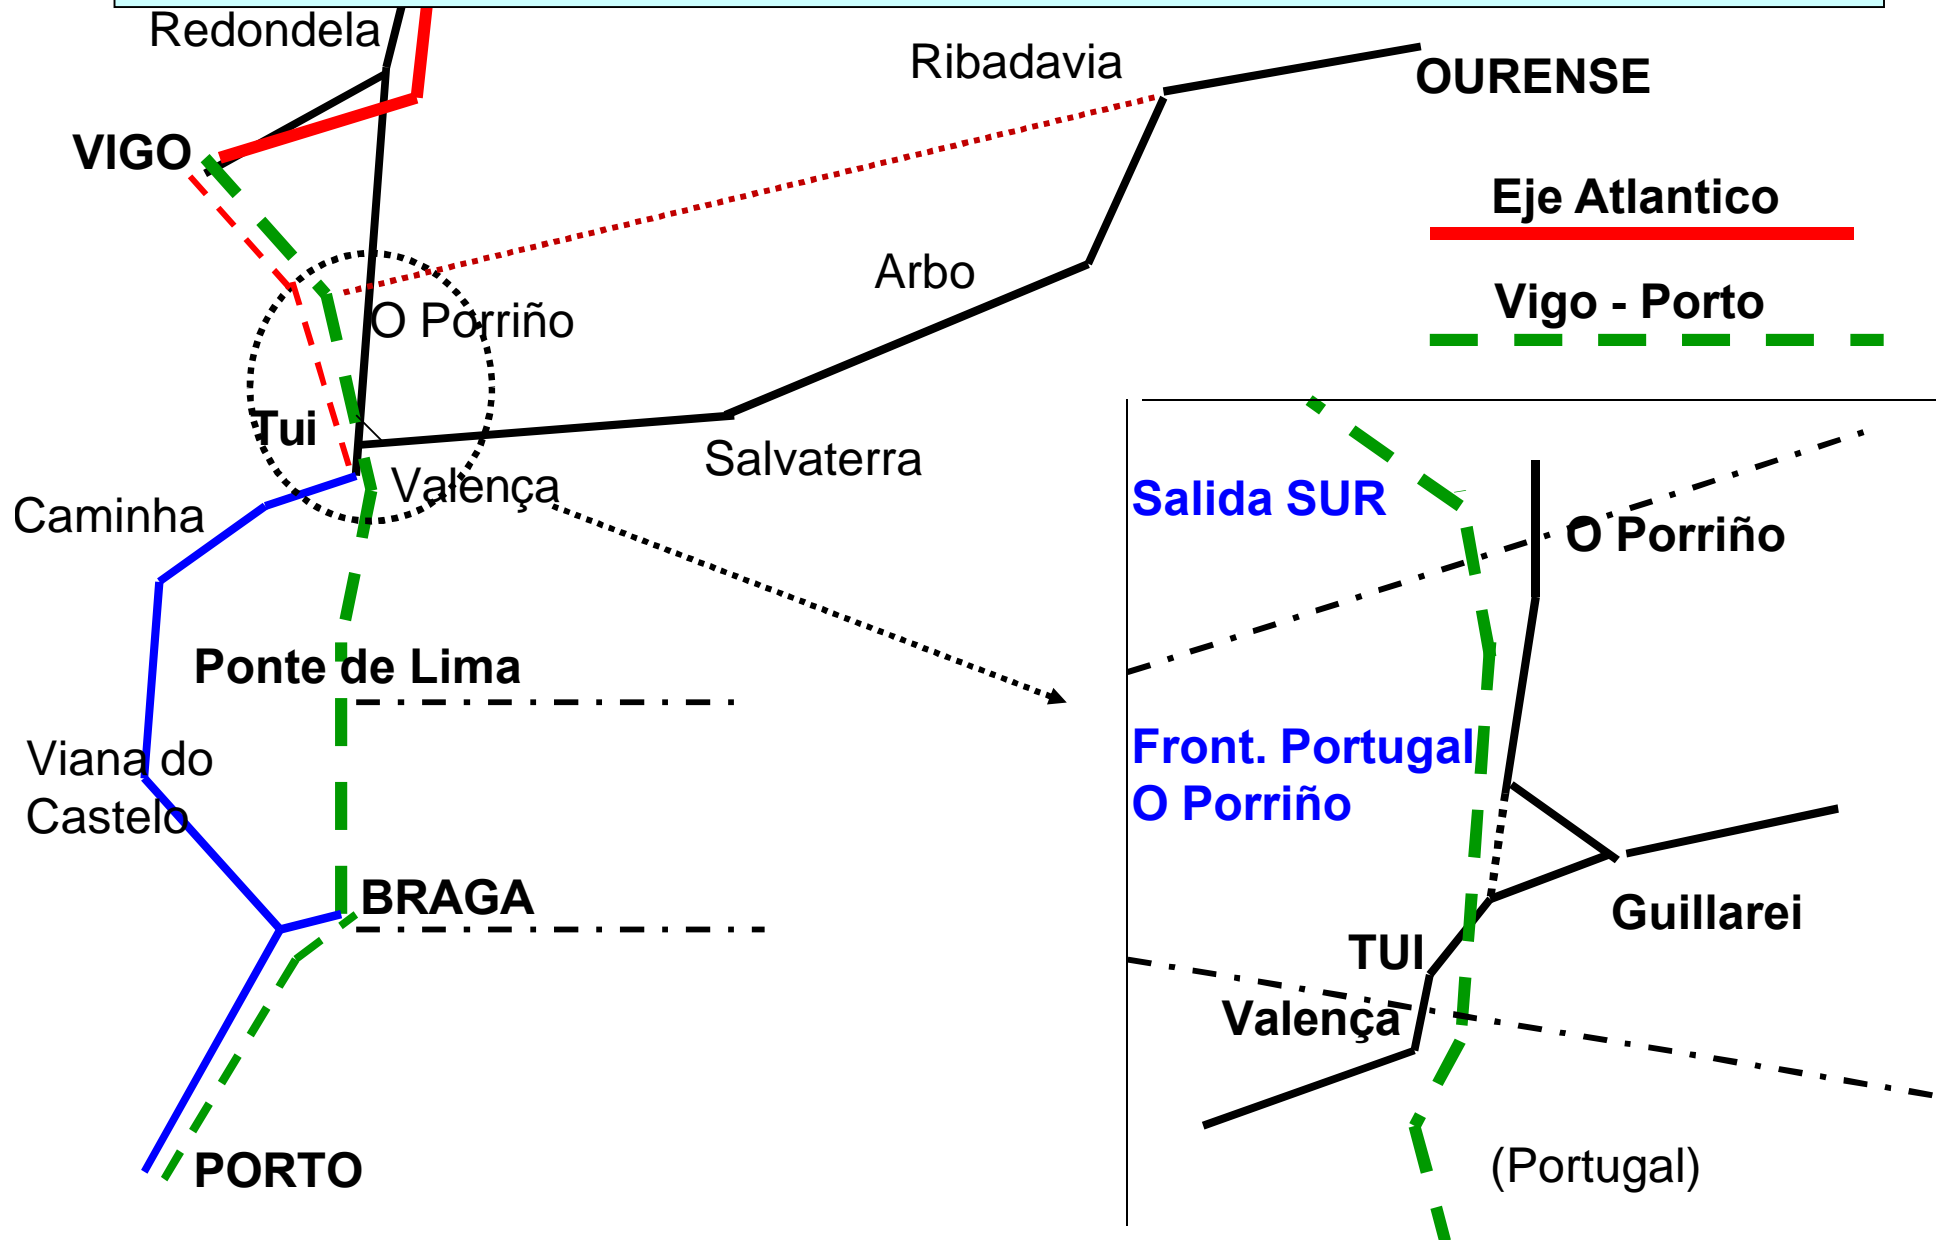 Redondela
Ribadavia
OURENSE
VIGO
Eje Atlantico
Arbo
Vigo - Porto
O Porriño
Tui
Salvaterra
Valença
Caminha
Salida SUR
O Porriño
Ponte de Lima
Viana do
Castelo
Front. Portugal
O Porriño
BRAGA
Guillarei
TUI
Valença
PORTO
(Portugal)